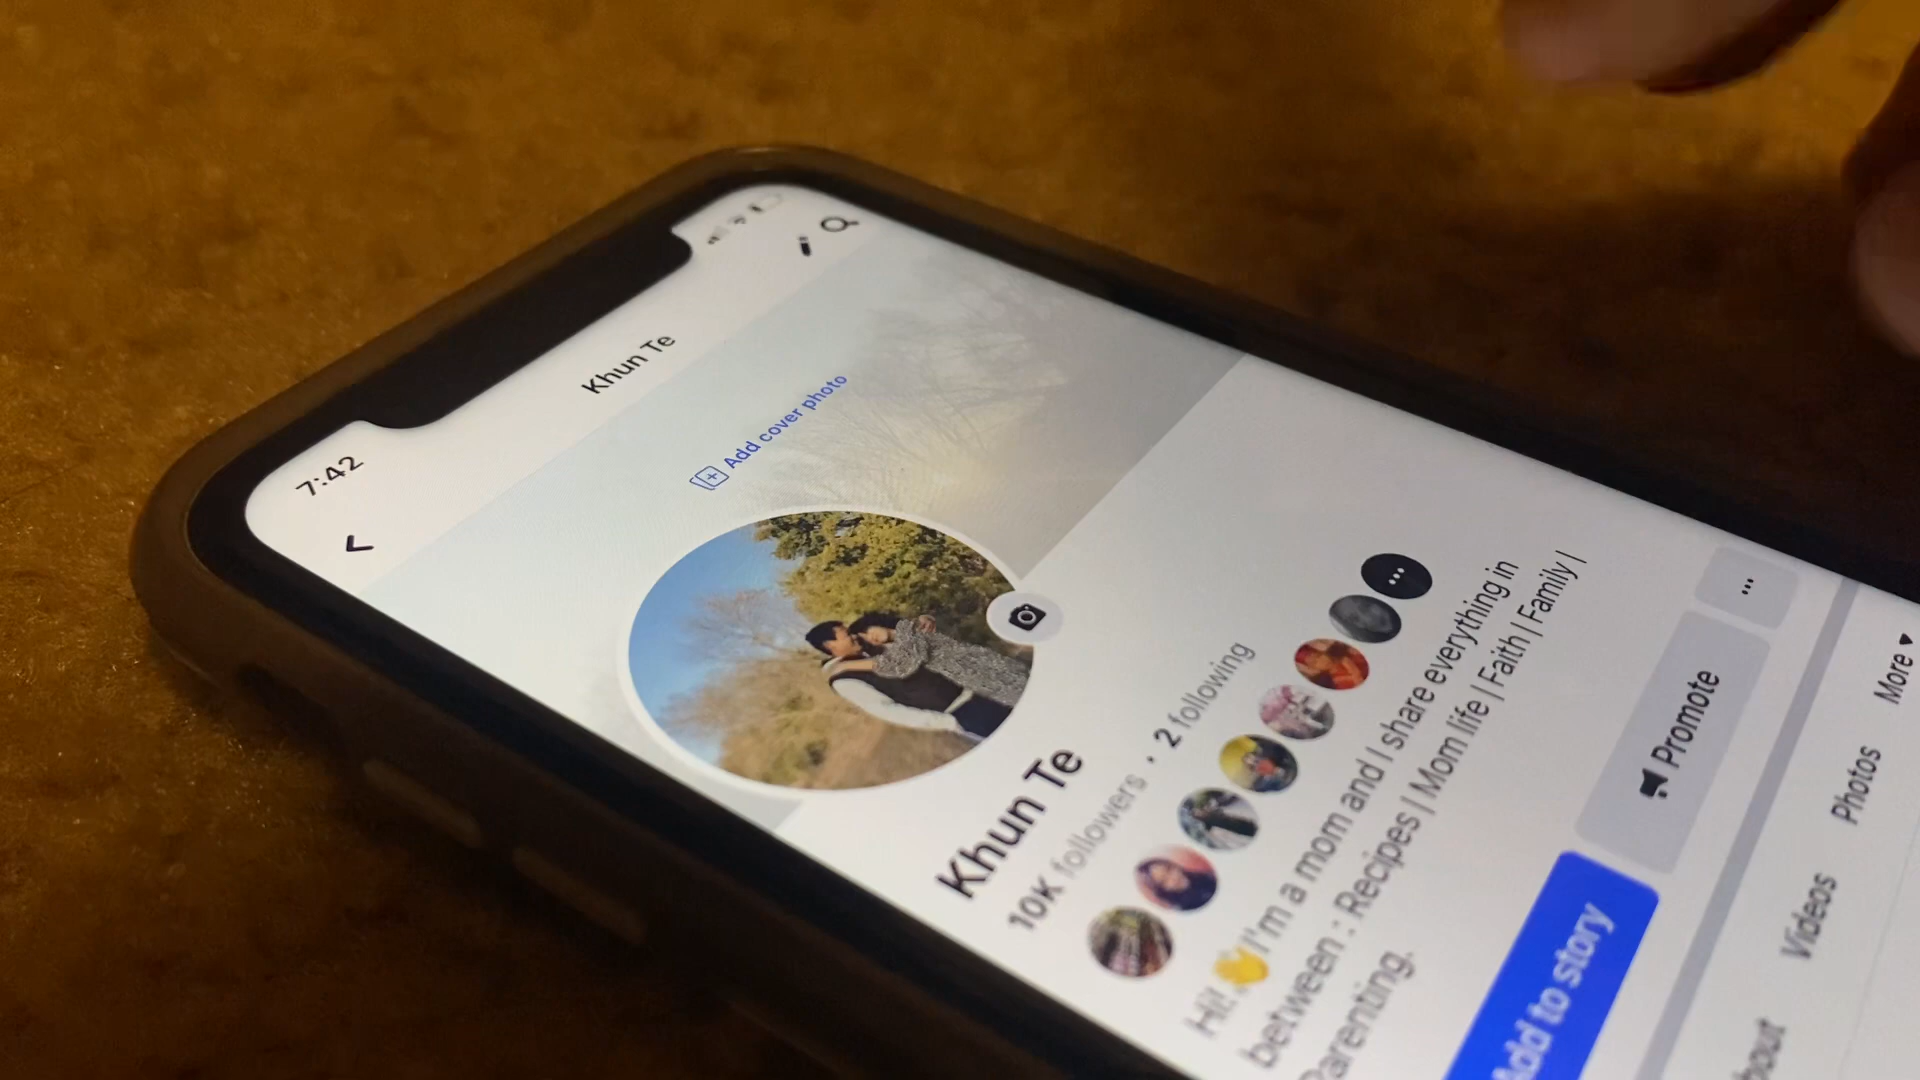 7:42
Khun Te
Add cover photo
Khun Te
10K followers • 2 following
Hi!👋I'm a mom and I share everything in
between : Recipes | Mom life | Faith | Family |
Parenting.
Add to story
Promote
...
About
Videos
Photos
More